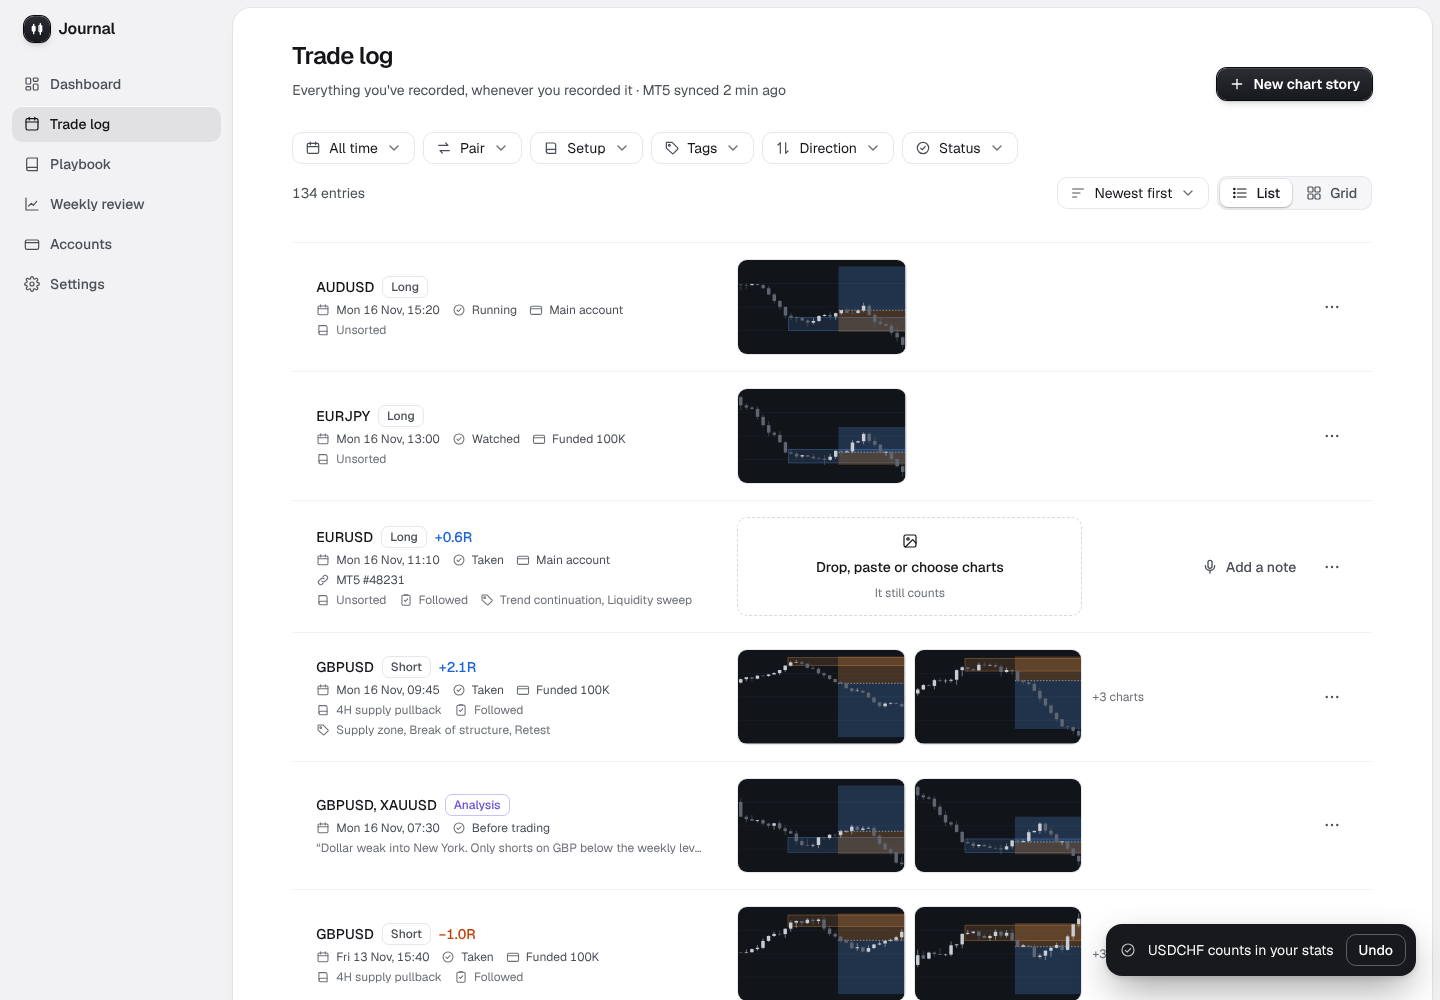 Journal
Dashboard
Trade log
Playbook
Weekly review
Accounts
Settings
Trade log
Everything you've recorded, whenever you recorded it · MT5 synced 2 min ago
New chart story
All time
Pair
Setup
Tags
Direction
Status
134 entries
Newest first
List
Grid
AUDUSD Long
Mon 16 Nov, 15:20 Running Main account
Unsorted
EURJPY Long
Mon 16 Nov, 13:00 Watched Funded 100K
Unsorted
EURUSD Long +0.6R
Mon 16 Nov, 11:10 Taken Main account
MT5 #48231
Unsorted Followed Trend continuation, Liquidity sweep
Drop, paste or choose charts
It still counts
Add a note
GBPUSD Short +2.1R
Mon 16 Nov, 09:45 Taken Funded 100K
4H supply pullback Followed
Supply zone, Break of structure, Retest
+3 charts
GBPUSD, XAUUSD Analysis
Mon 16 Nov, 07:30 Before trading
“Dollar weak into New York. Only shorts on GBP below the weekly lev…
GBPUSD Short −1.0R
Fri 13 Nov, 15:40 Taken Funded 100K
4H supply pullback Followed
+3
USDCHF counts in your stats
Undo